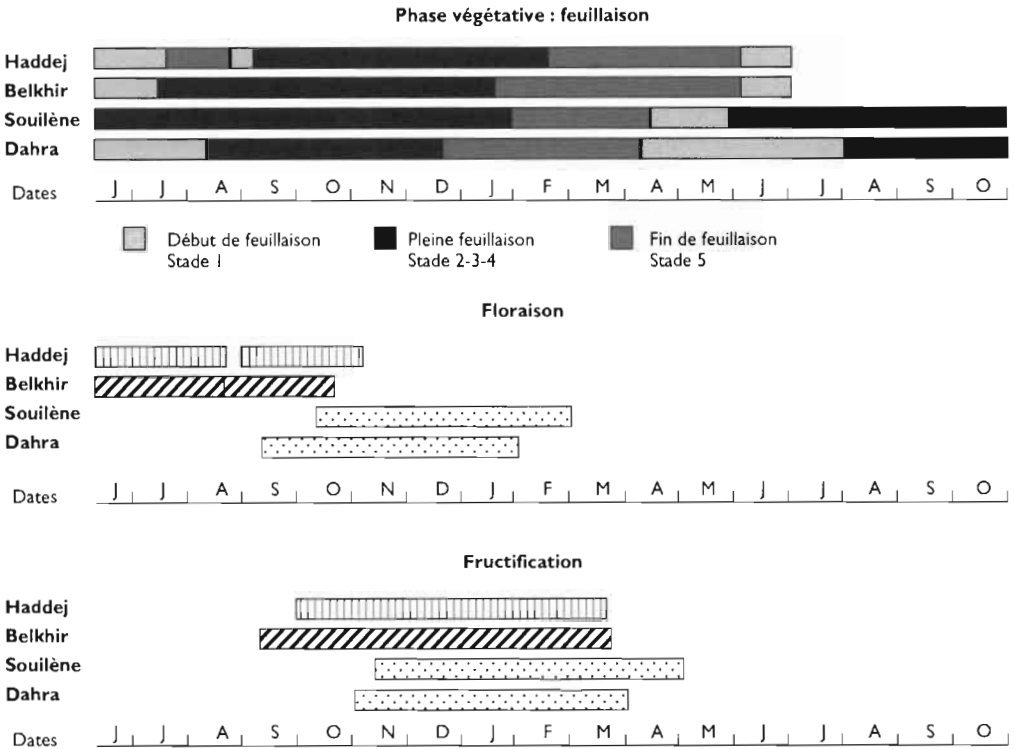 Phase végétative : feuillaison
Haddej
Belkhir
Souilène
Dahra
Dates J J A S O N D J F M A M J J A S O
Début de feuillaison Pleine feuillaison Fin de feuillaison
Stade 1 Stade 2-3-4 Stade 5
Floraison
Haddej
Belkhir
Souilène
Dahra
Dates J J A S O N D J F M A M J J A S O
Fructification
Haddej
Belkhir
Souilène
Dahra
Dates J J A S O N D J F M A M J J A S O